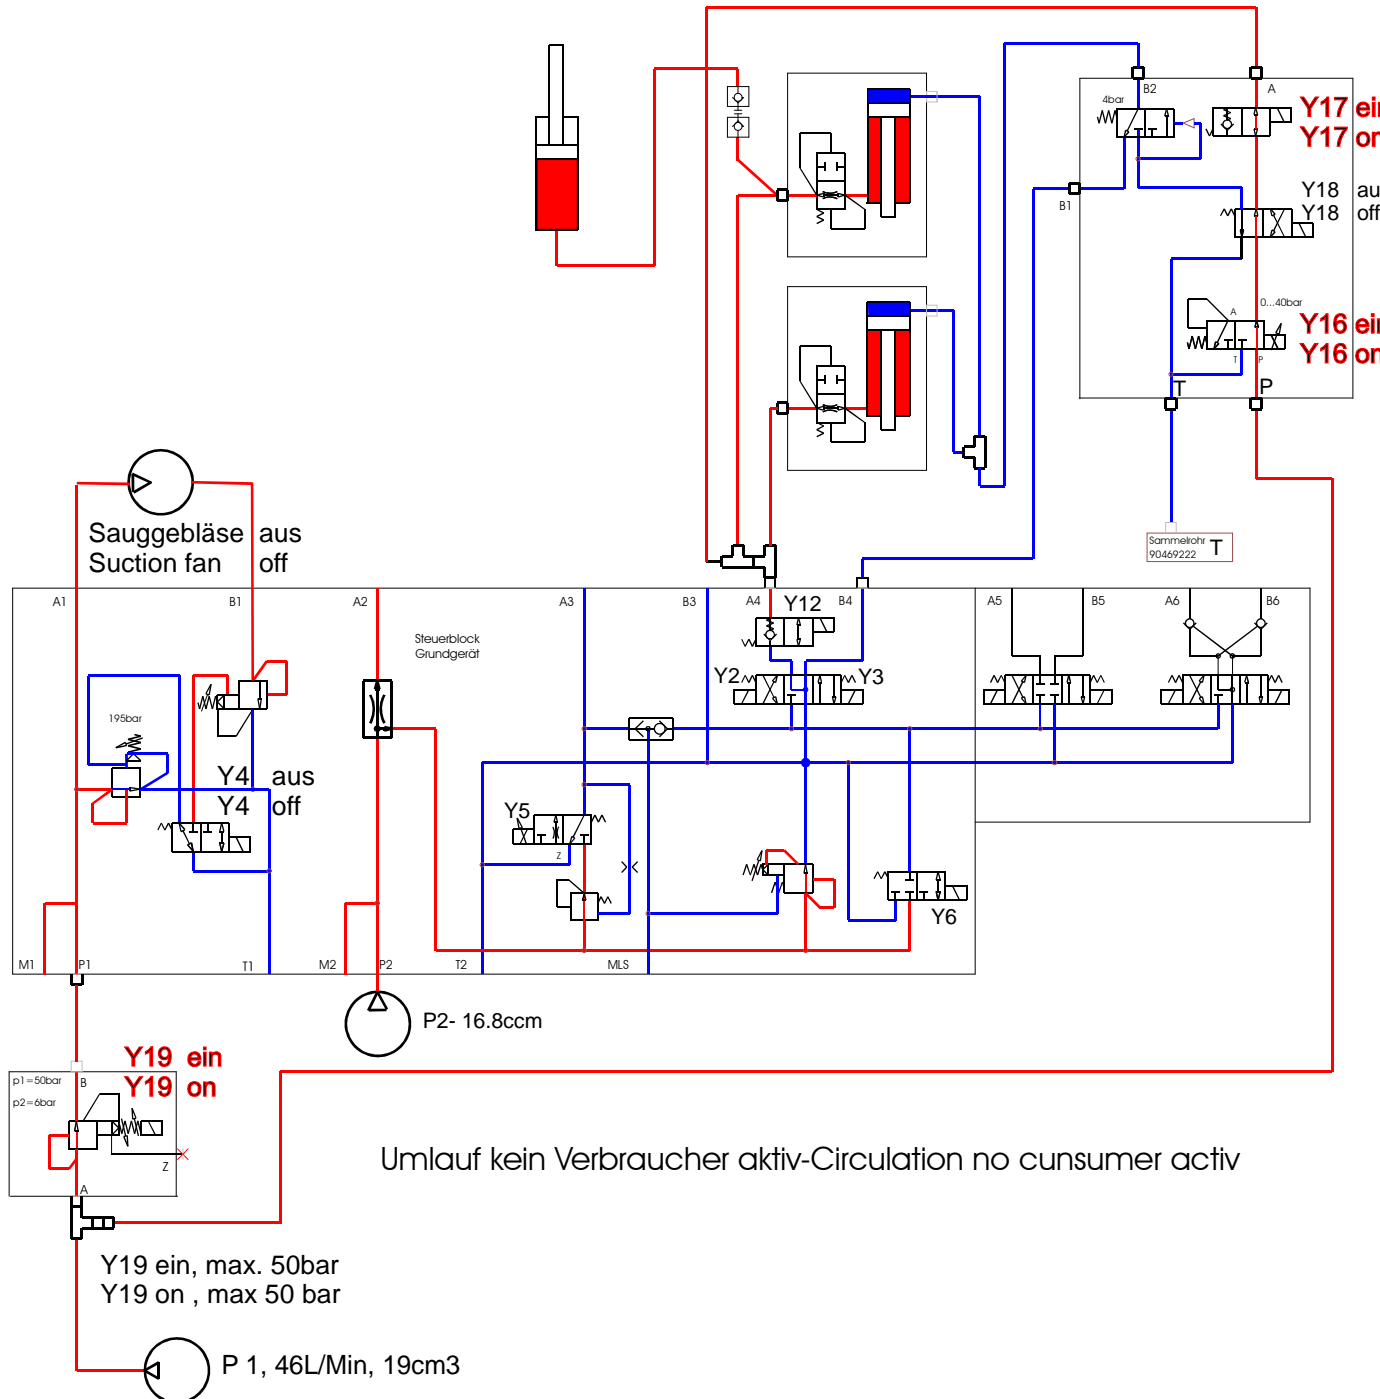 B2
A
4bar
Y17 ein
Y17 on
B1
Y18 au
Y18 off
0...40bar
A
Y16 ein
Y16 on
T
P
T
P
Sauggebläse aus
Suction fan off
Sammelrohr T
90469222
A1
B1
A2
A3
B3
A4
Y12
B4
A5
B5
A6
B6
Steuerblock
Grundgerät
Y2
Y3
195bar
Y4 aus
Y4 off
Y5
Z
Y6
M1
P1
T1
M2
P2
T2
MLS
P2- 16.8ccm
Y19 ein
Y19 on
p1=50bar
B
p2=6bar
Z
A
Umlauf kein Verbraucher aktiv-Circulation no cunsumer activ
Y19 ein, max. 50bar
Y19 on , max 50 bar
P 1, 46L/Min, 19cm3